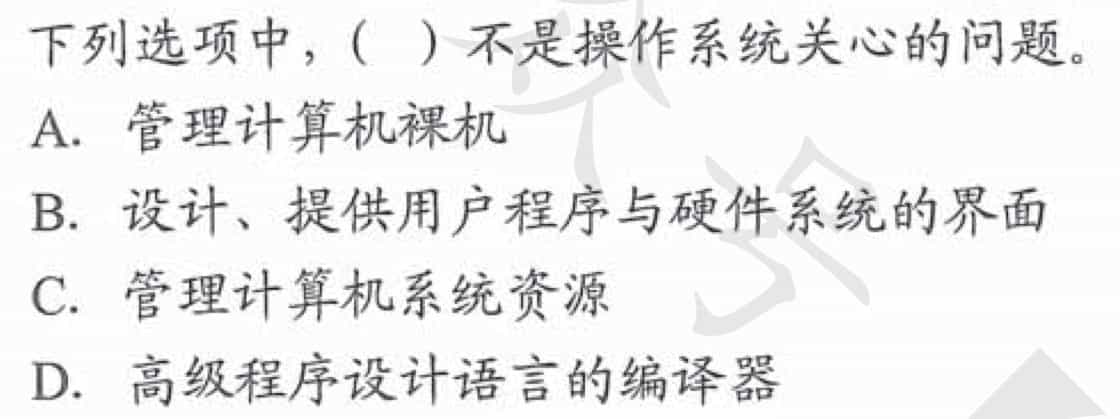 下列选项中，（ ）不是操作系统关心的问题。
A. 管理计算机裸机
B. 设计、提供用户程序与硬件系统的界面
C. 管理计算机系统资源
D. 高级程序设计语言的编译器